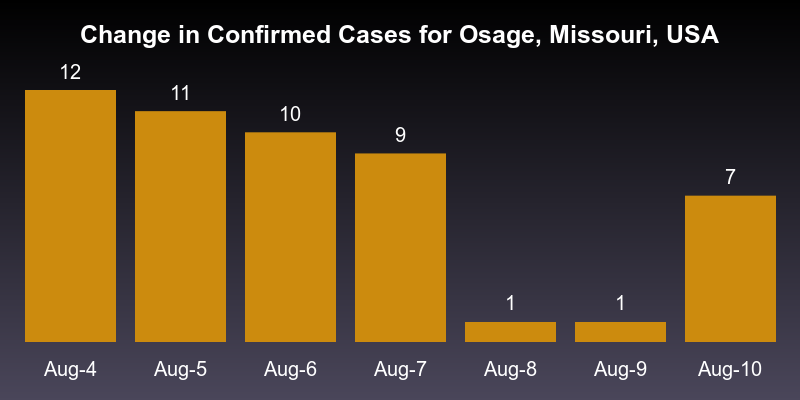 Change in Confirmed Cases for Osage, Missouri, USA
12
11
10
9
1
1
7
Aug-4
Aug-5
Aug-6
Aug-7
Aug-8
Aug-9
Aug-10